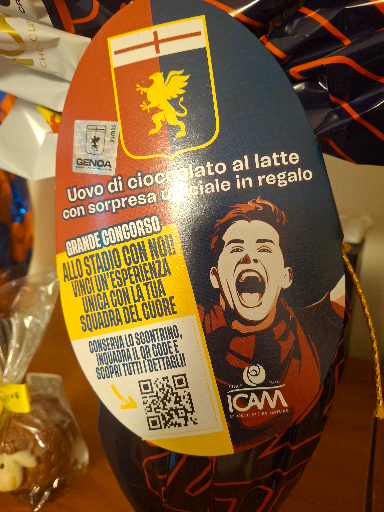 GENOA
Uovo di cioccolato al latte
con sorpresa ufficiale in regalo
GRANDE CONCORSO
ALLO STADIO CON NOI!
VINCI UN'ESPERIENZA
UNICA CON LA TUA
SQUADRA DEL CUORE
CONSERVA LO SCONTRINO,
INQUADRA IL QR CODE E
SCOPRI TUTTI I DETTAGLI!
ICAM